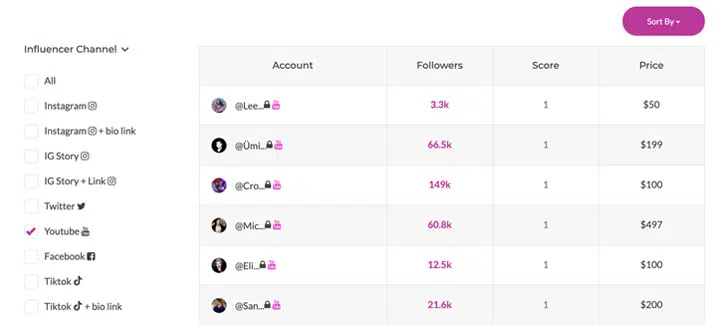 Sort By
Influencer Channel
All
Instagram
Instagram + bio link
IG Story
IG Story + Link
Twitter
Youtube
Facebook
Tiktok
Tiktok + bio link
Account Followers Score Price
@Lee... 3.3k 1 $50
@Ümi... 66.5k 1 $199
@Cro... 149k 1 $100
@Mic... 60.8k 1 $497
@Eli... 12.5k 1 $100
@San... 21.6k 1 $200